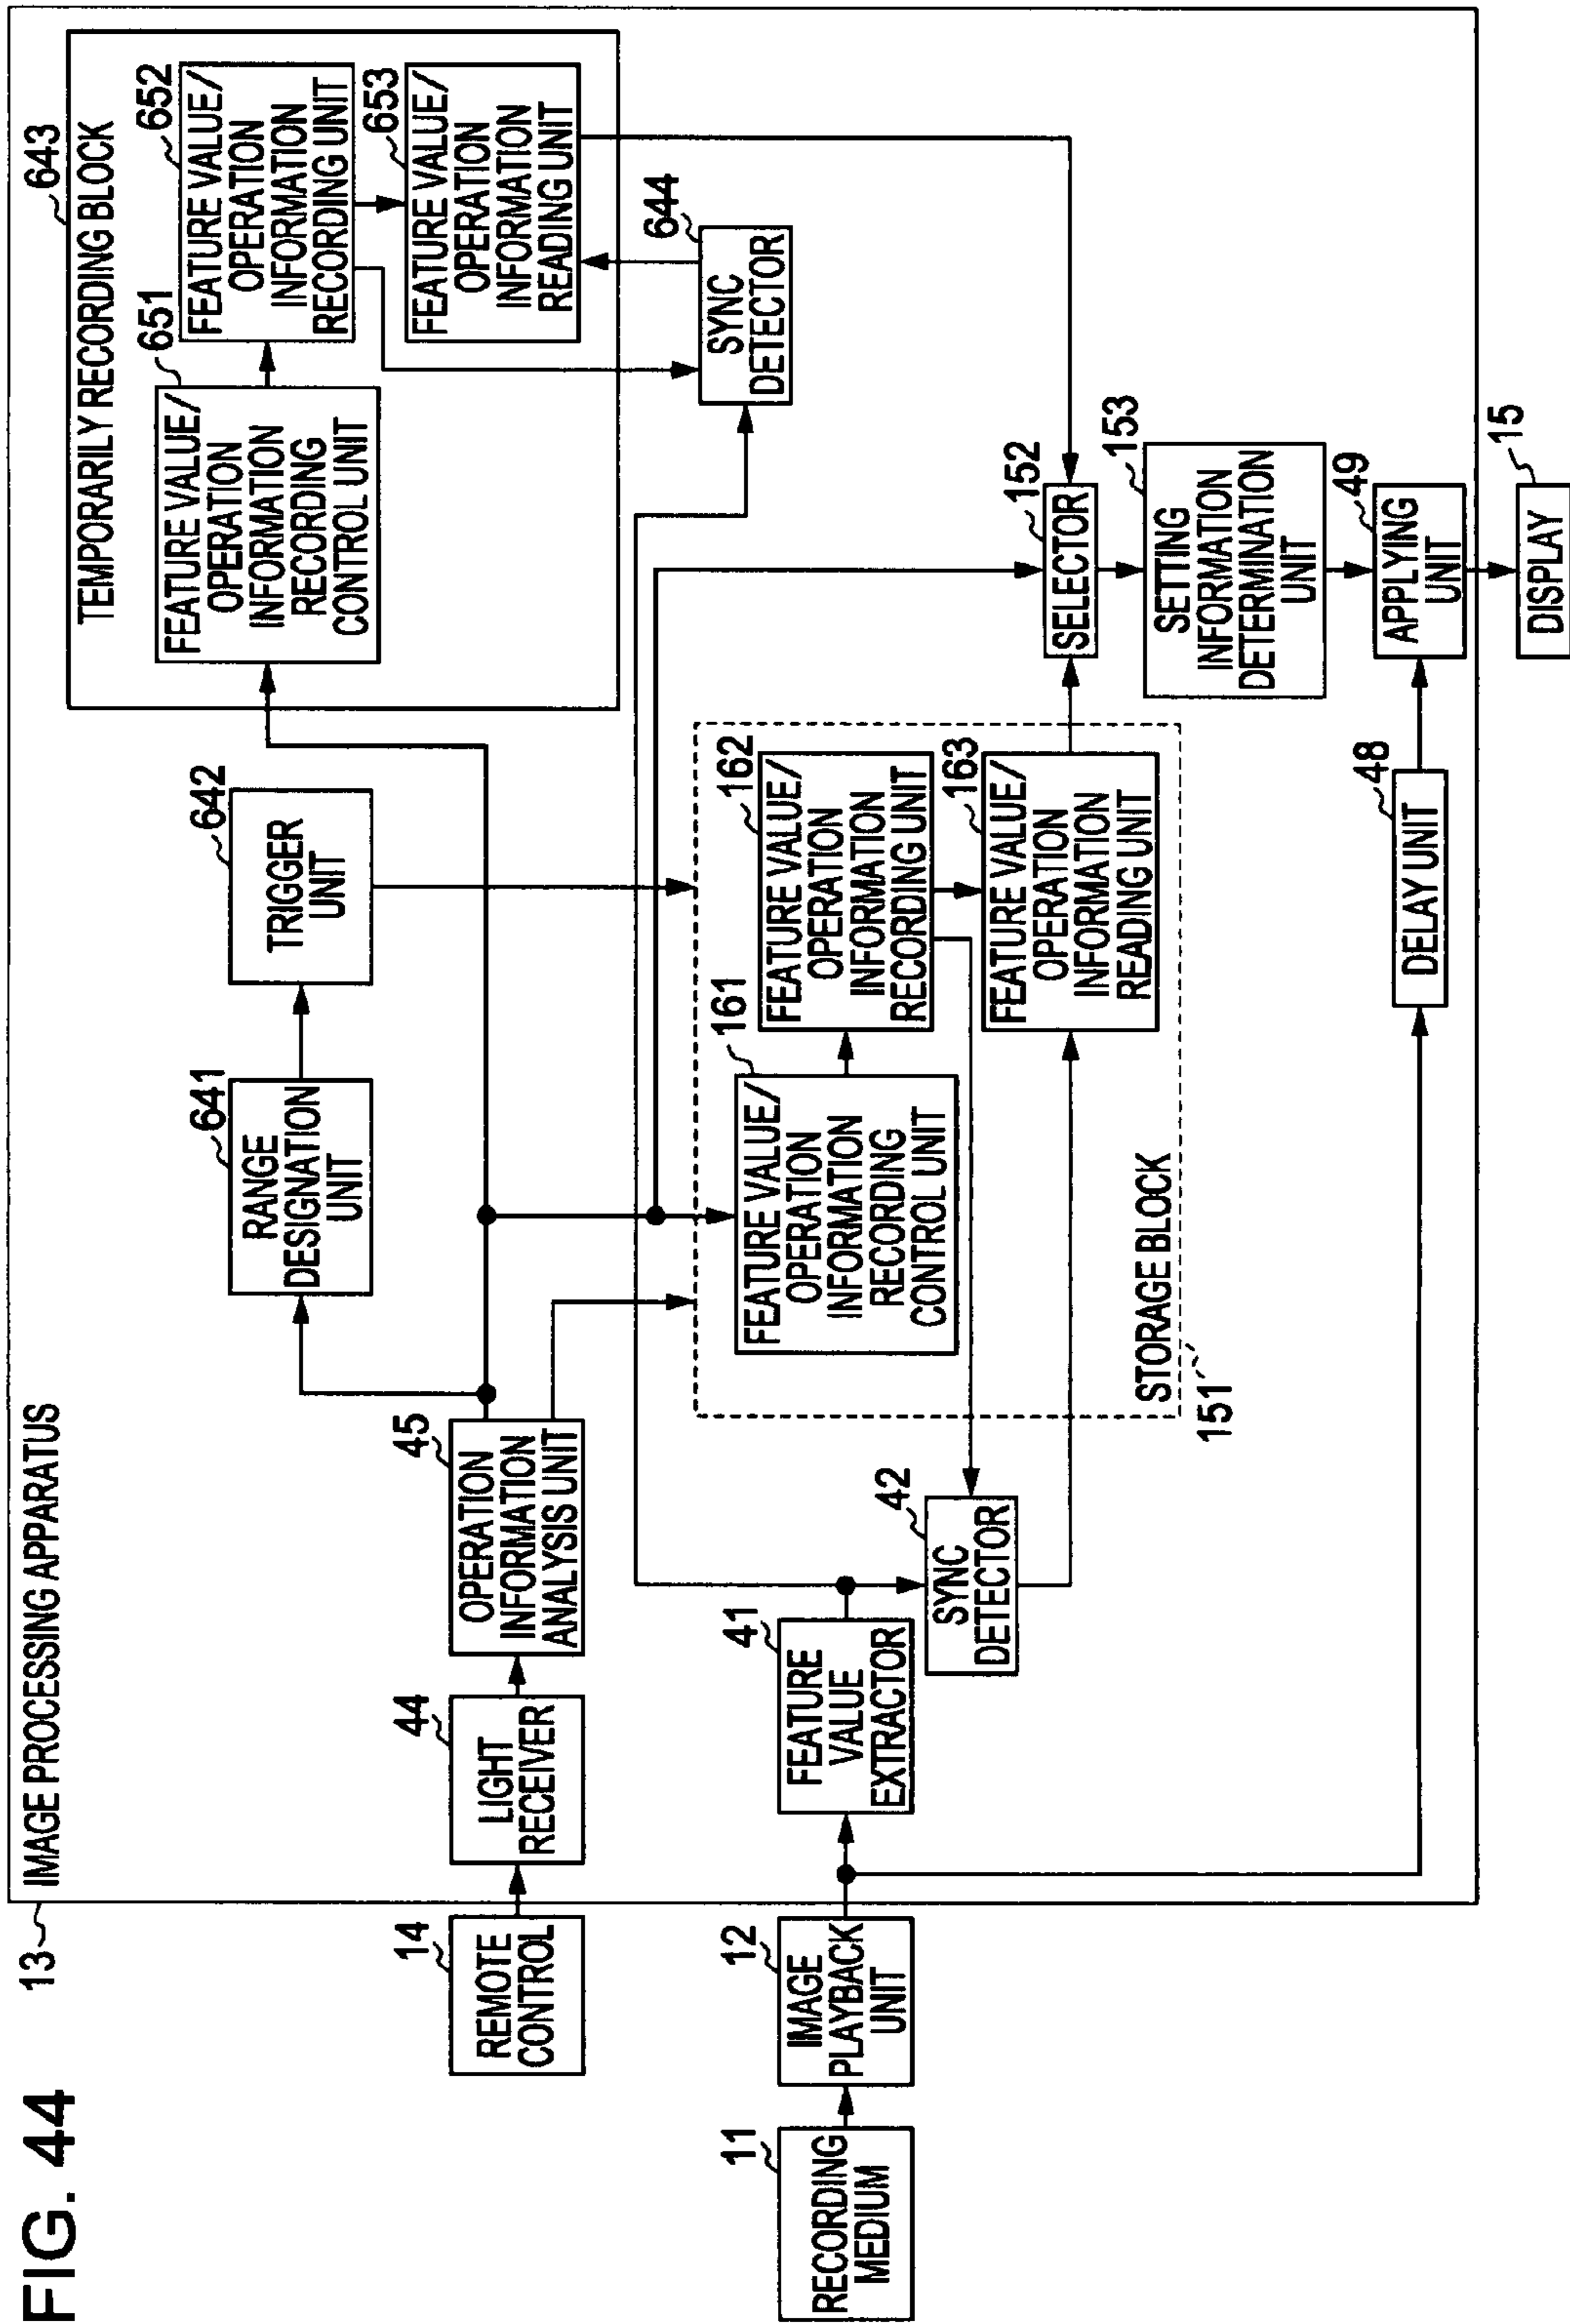 FIG. 44
13
IMAGE PROCESSING APPARATUS
643
TEMPORARILY RECORDING BLOCK
651
FEATURE VALUE/
OPERATION
INFORMATION
RECORDING
CONTROL UNIT
652
FEATURE VALUE/
OPERATION
INFORMATION
RECORDING UNIT
653
FEATURE VALUE/
OPERATION
INFORMATION
READING UNIT
641
RANGE
DESIGNATION
UNIT
642
TRIGGER
UNIT
644
SYNC
DETECTOR
14
REMOTE
CONTROL
44
LIGHT
RECEIVER
45
OPERATION
INFORMATION
ANALYSIS UNIT
11
RECORDING
MEDIUM
12
IMAGE
PLAYBACK
UNIT
41
FEATURE
VALUE
EXTRACTOR
42
SYNC
DETECTOR
161
FEATURE VALUE/
OPERATION
INFORMATION
RECORDING
CONTROL UNIT
162
FEATURE VALUE/
OPERATION
INFORMATION
RECORDING UNIT
163
FEATURE VALUE/
OPERATION
INFORMATION
READING UNIT
STORAGE BLOCK
151
152
SELECTOR
153
SETTING
INFORMATION
DETERMINATION
UNIT
48
DELAY UNIT
49
APPLYING
UNIT
15
DISPLAY